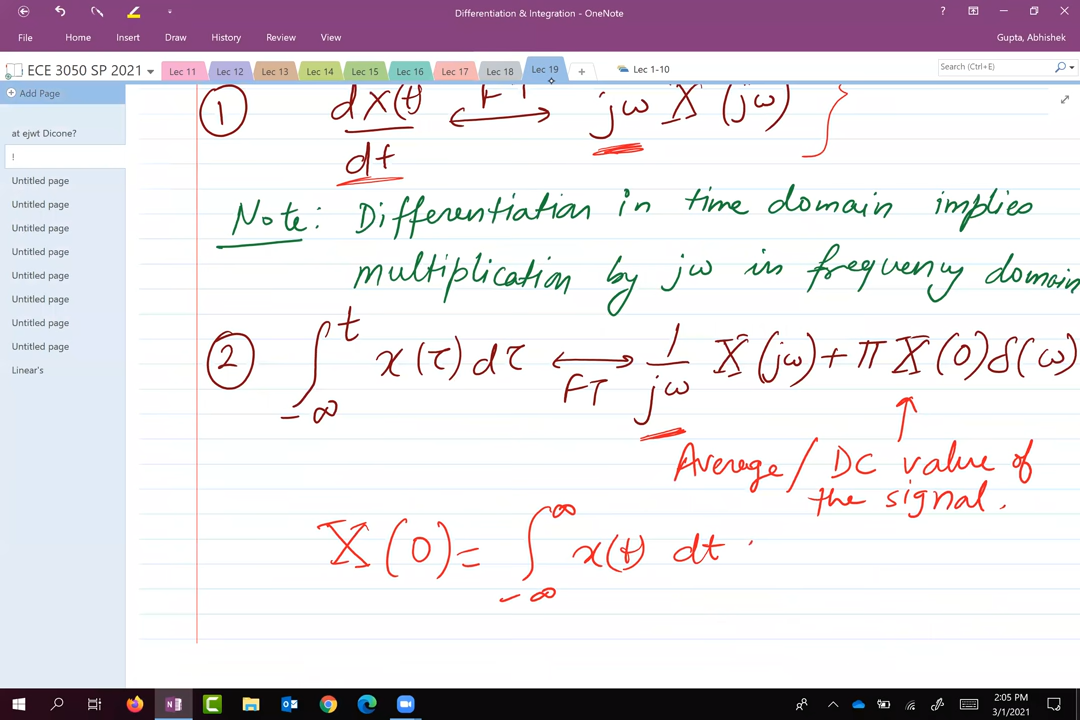 Differentiation & Integration - OneNote
?
File Home Insert Draw History Review View
Gupta, Abhishek
ECE 3050 SP 2021
Lec 11 Lec 12 Lec 13 Lec 14 Lec 15 Lec 16 Lec 17 Lec 18 Lec 19 + Lec 1-10
Search (Ctrl+E)
Add Page
at ejwt Dicone?
!
Untitled page
Untitled page
Untitled page
Untitled page
Untitled page
Untitled page
Untitled page
Untitled page
Linear's
① dx(t)/dt ⟷ FT jω X(jω)
Note: Differentiation in time domain implies
multiplication by jω in frequency domain
② ∫_{-∞}^{t} x(τ) dτ ⟷ FT 1/jω X(jω) + π X(0) δ(ω)
↑
Average / DC value of
the signal.
X(0) = ∫_{-∞}^{∞} x(t) dt
2:05 PM
3/1/2021